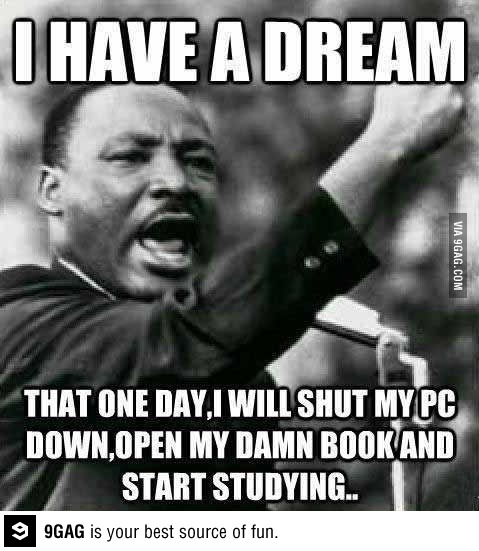 I HAVE A DREAM
VIA 9GAG.COM
THAT ONE DAY,I WILL SHUT MY PC
DOWN,OPEN MY DAMN BOOK AND
START STUDYING..
9GAG is your best source of fun.